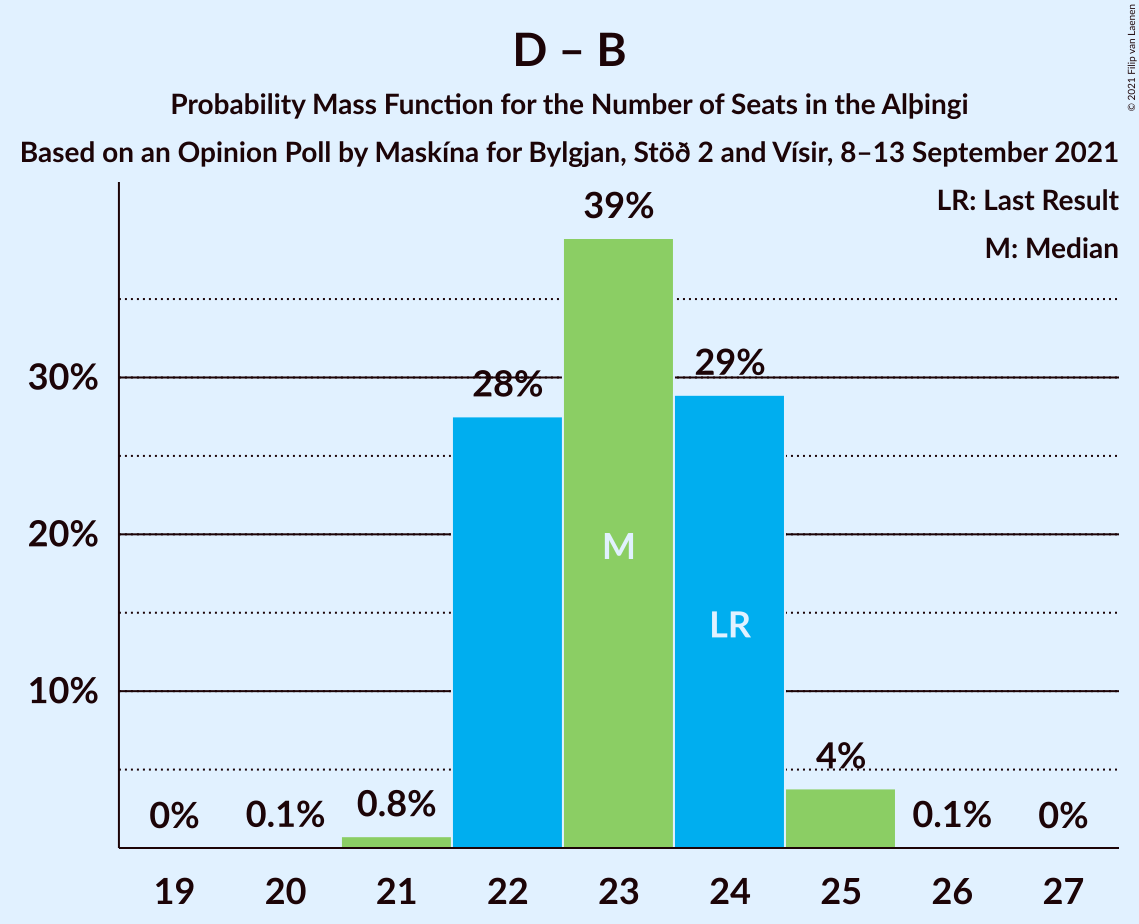 D – B
Probability Mass Function for the Number of Seats in the Alþingi
Based on an Opinion Poll by Maskína for Bylgjan, Stöð 2 and Vísir, 8–13 September 2021
© 2021 Filip van Laenen
LR: Last Result
M: Median
39%
30%
28%
29%
20%
M
LR
10%
4%
0%
0.1%
0.8%
0.1%
0%
19 20 21 22 23 24 25 26 27